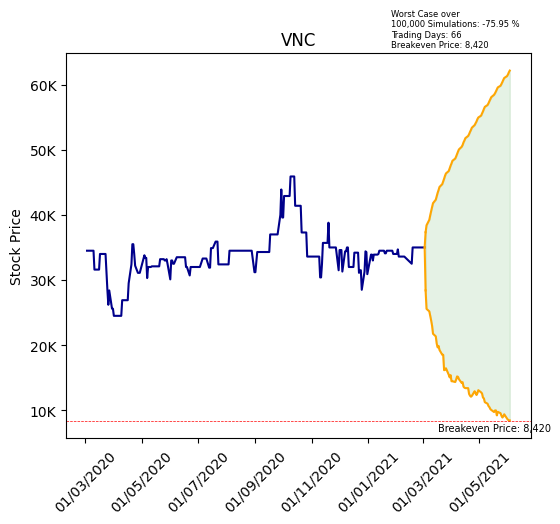 Worst Case over
100,000 Simulations: -75.95 %
Trading Days: 66
Breakeven Price: 8,420
VNC
Stock Price
60K
50K
40K
30K
20K
10K
Breakeven Price: 8,420
01/03/2020
01/05/2020
01/07/2020
01/09/2020
01/11/2020
01/01/2021
01/03/2021
01/05/2021